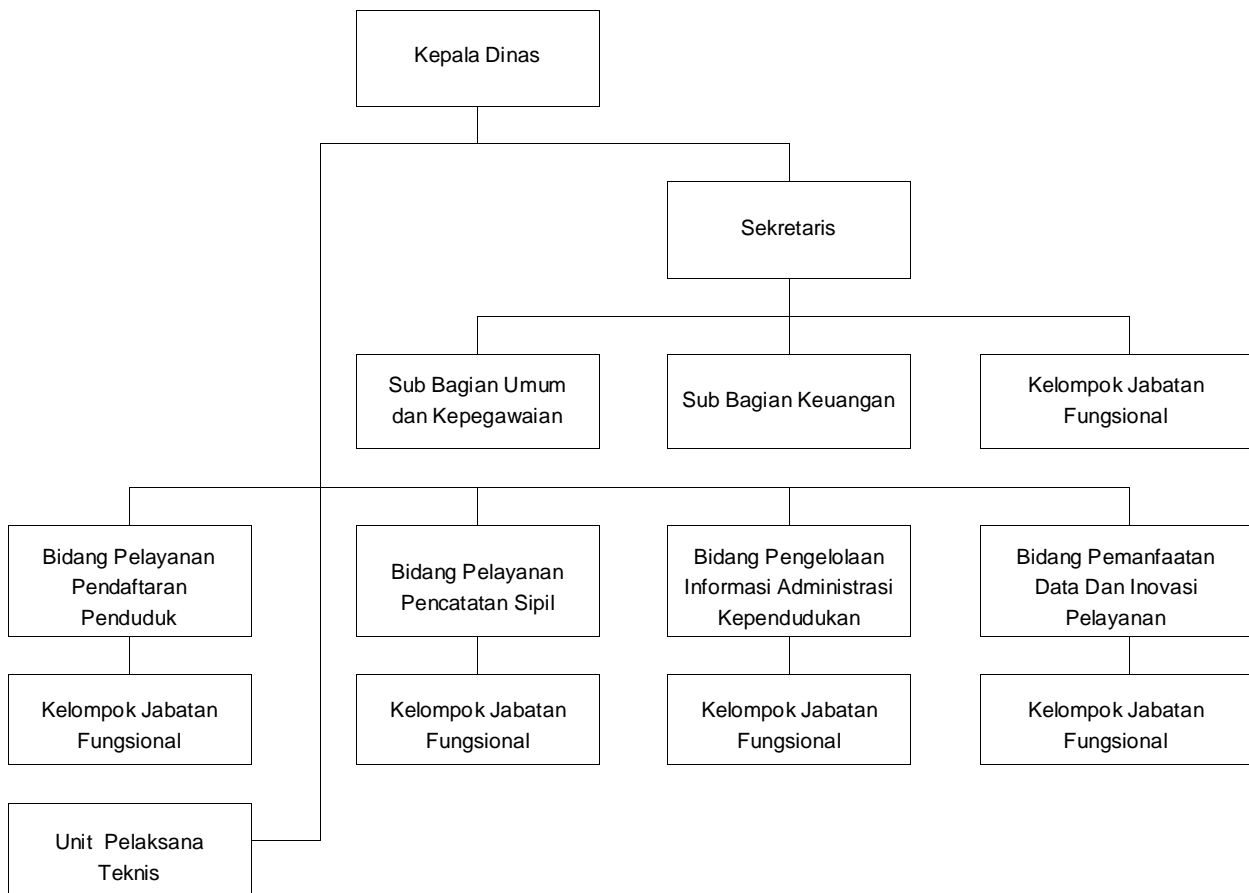 Kepala Dinas
Sekretaris
Sub Bagian Umum
dan Kepegawaian
Sub Bagian Keuangan
Kelompok Jabatan
Fungsional
Bidang Pelayanan
Pendaftaran
Penduduk
Bidang Pelayanan
Pencatatan Sipil
Bidang Pengelolaan
Informasi Administrasi
Kependudukan
Bidang Pemanfaatan
Data Dan Inovasi
Pelayanan
Kelompok Jabatan
Fungsional
Kelompok Jabatan
Fungsional
Kelompok Jabatan
Fungsional
Kelompok Jabatan
Fungsional
Unit Pelaksana
Teknis